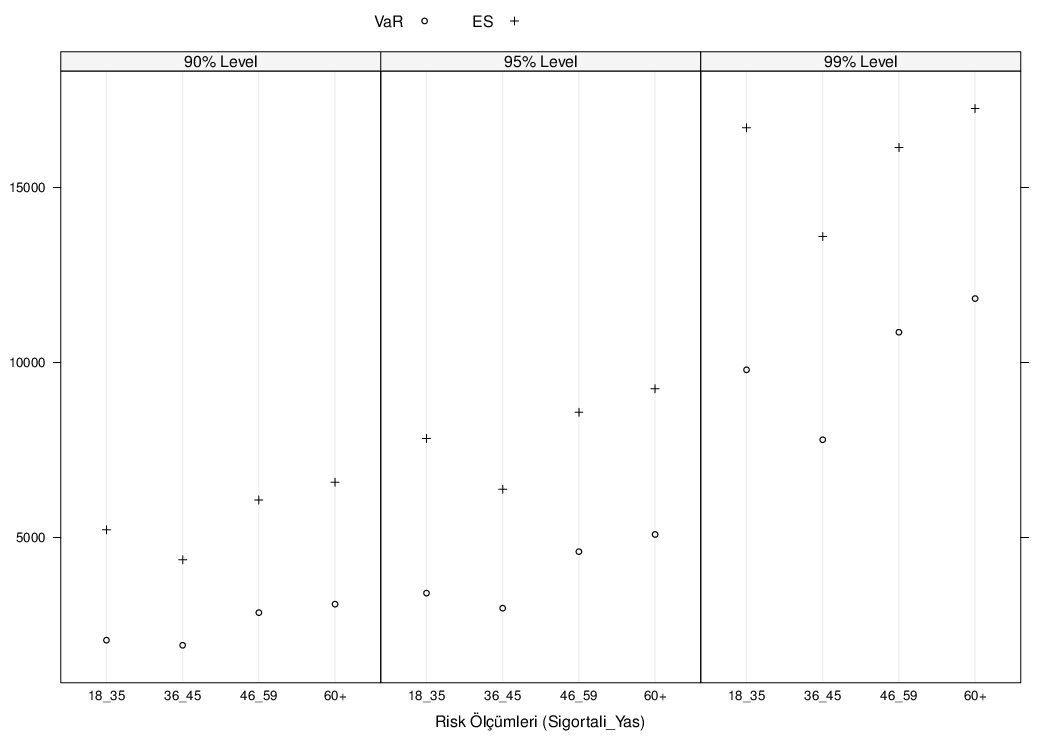 VaR ES
90% Level 95% Level 99% Level
15000
10000
5000
18_35 36_45 46_59 60+ 18_35 36_45 46_59 60+ 18_35 36_45 46_59 60+
Risk Ölçümleri (Sigortali_Yas)